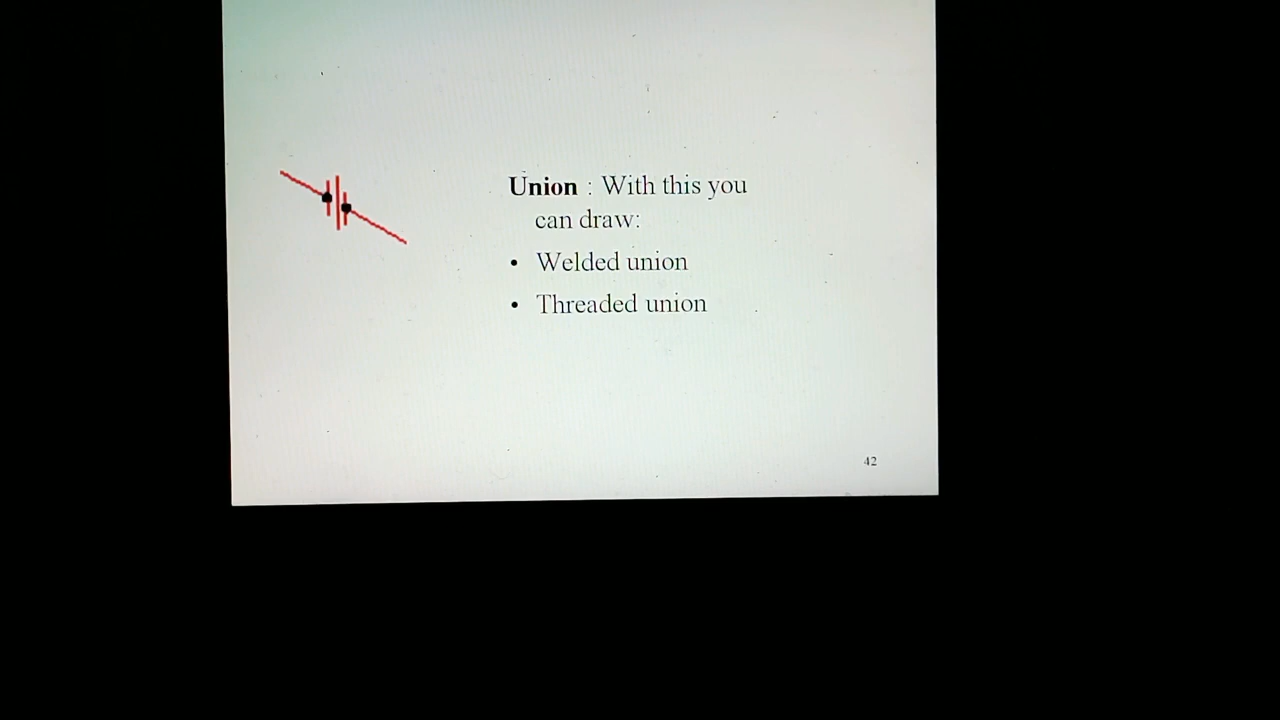 Union : With this you
can draw:
• Welded union
• Threaded union
42